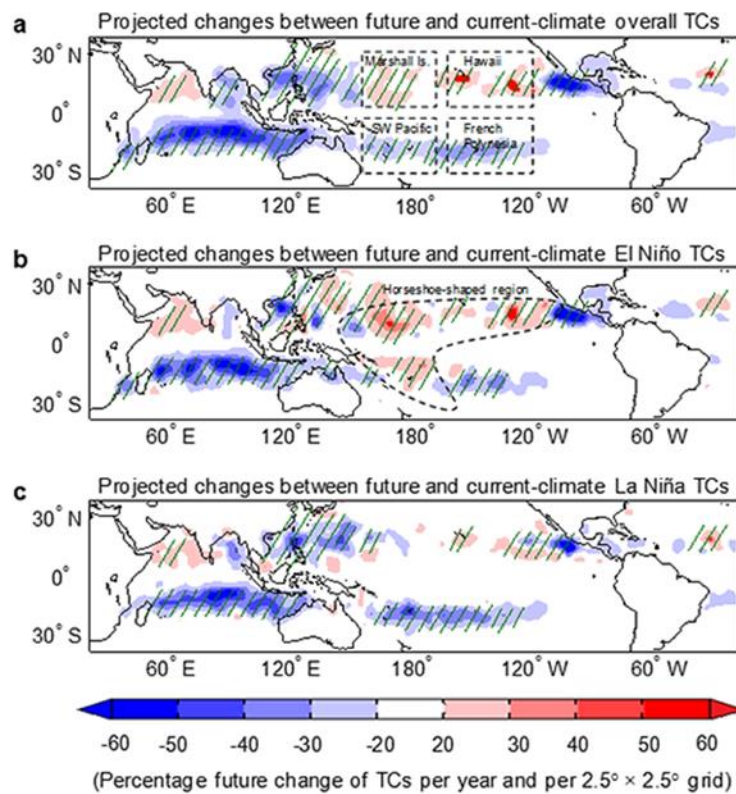 a
Projected changes between future and current-climate overall TCs
30° N
0°
30° S
Marshall Is.
Hawaii
SW Pacific
French
Polynesia
60° E
120° E
180°
120° W
60° W
b
Projected changes between future and current-climate El Niño TCs
30° N
0°
30° S
Horseshoe-shaped region
60° E
120° E
180°
120° W
60° W
c
Projected changes between future and current-climate La Niña TCs
30° N
0°
30° S
60° E
120° E
180°
120° W
60° W
-60 -50 -40 -30 -20 20 30 40 50 60
(Percentage future change of TCs per year and per 2.5° × 2.5° grid)